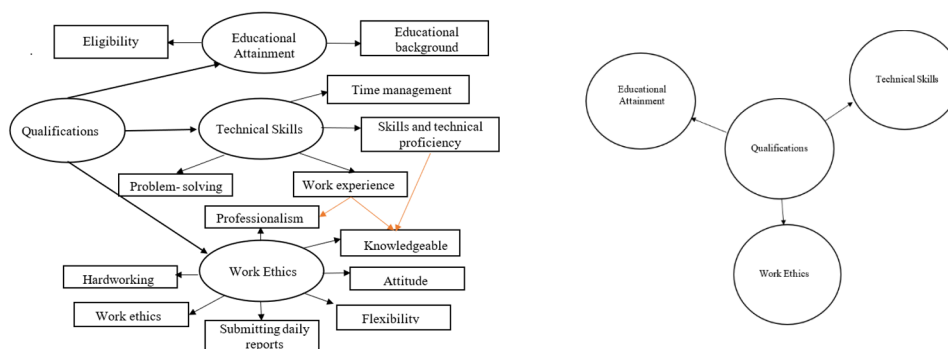 Eligibility
Educational
Attainment
Educational
background
Time management
Qualifications
Technical Skills
Skills and technical
proficiency
Problem- solving
Work experience
Professionalism
Knowledgeable
Work Ethics
Hardworking
Attitude
Work ethics
Flexibility
Submitting daily
reports
Educational
Attainment
Technical Skills
Qualifications
Work Ethics